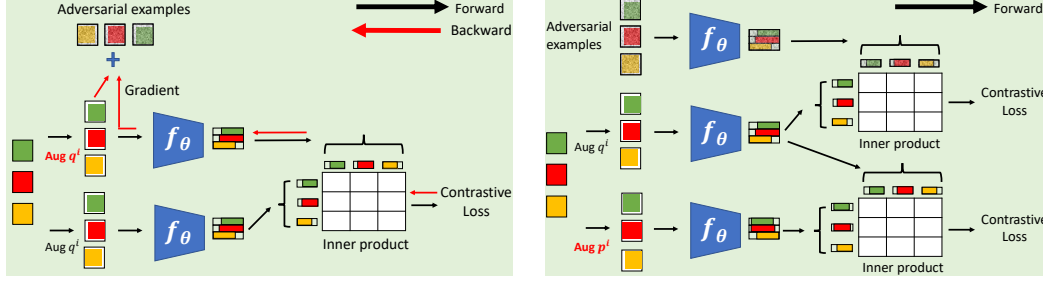 Adversarial examples
Forward
Backward
+
Gradient
Aug q^i
f_θ
Contrastive
Loss
Aug q^i
f_θ
Inner product
Adversarial
examples
Forward
f_θ
Contrastive
Loss
Aug q^i
f_θ
Inner product
Aug p^i
f_θ
Contrastive
Loss
Inner product